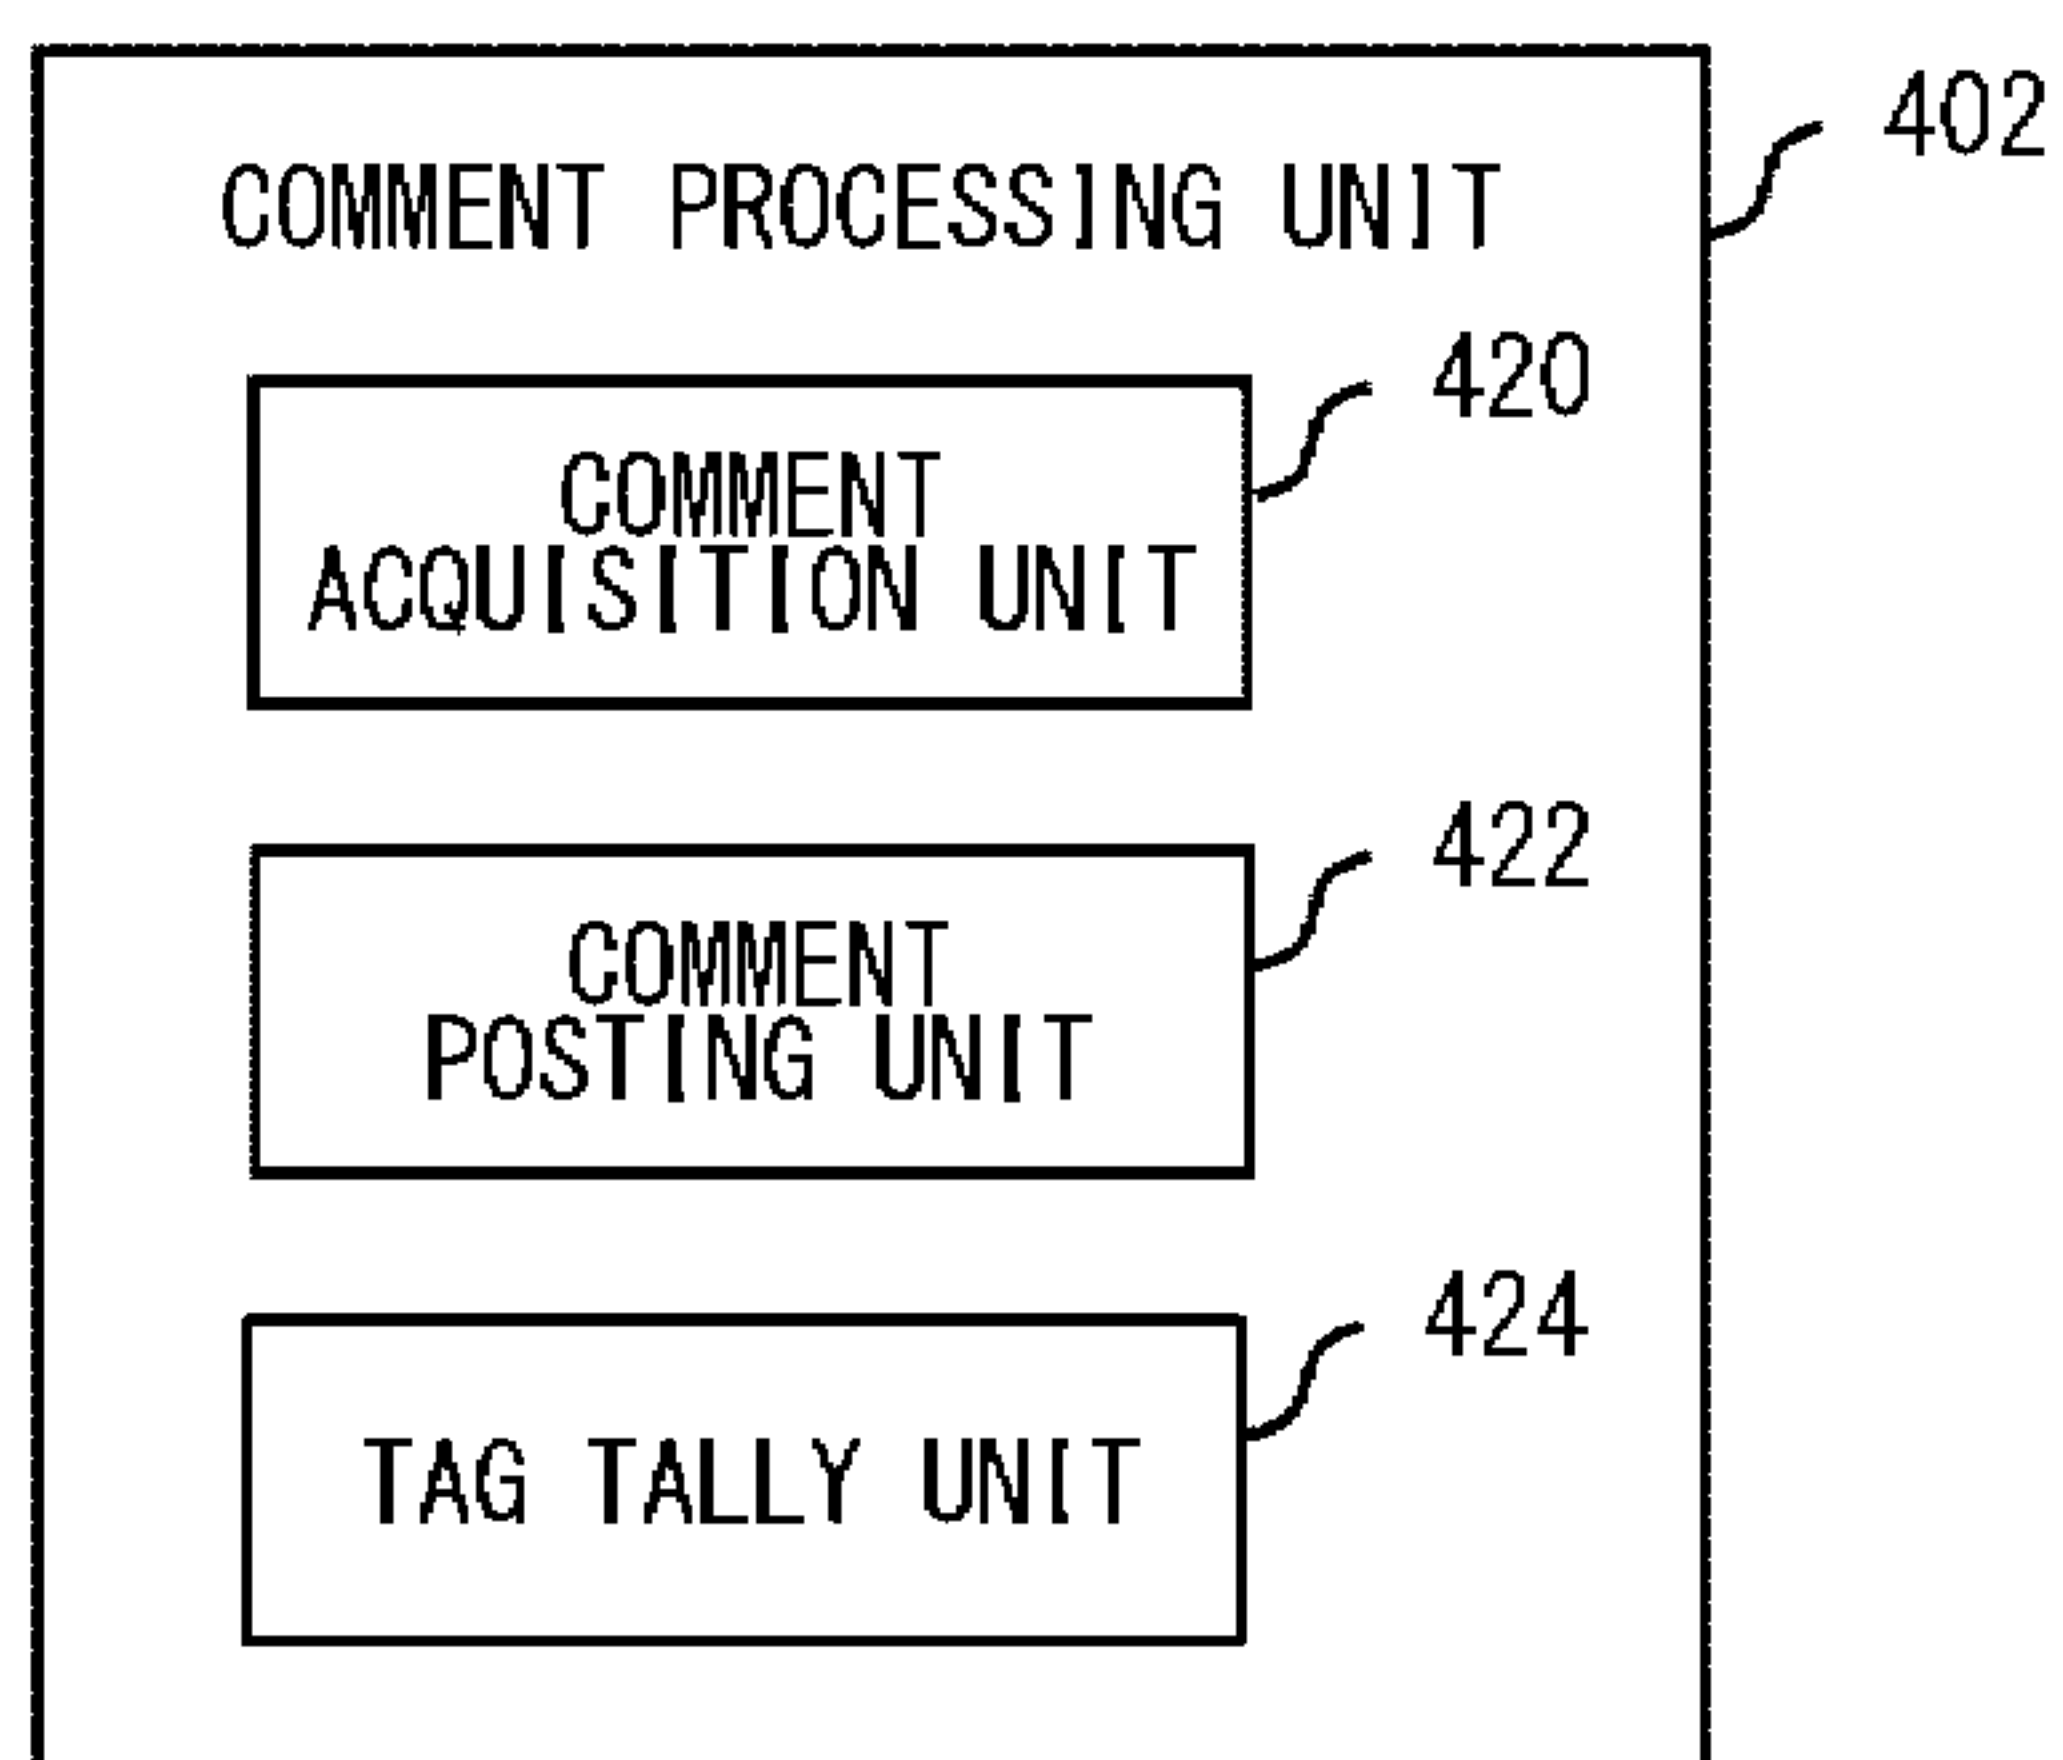 402
COMMENT PROCESSING UNIT
420
COMMENT
ACQUISITION UNIT
422
COMMENT
POSTING UNIT
424
TAG TALLY UNIT